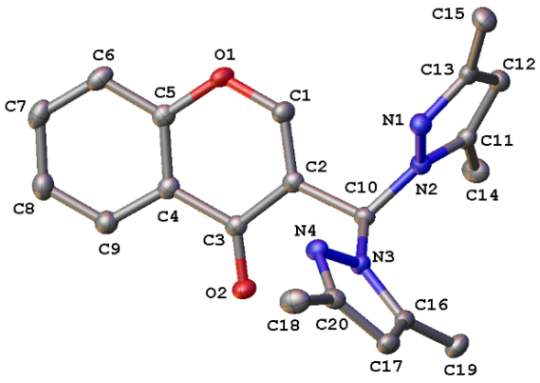 C15
C6 O1 C13 C12
C7 C5 C1 N1 C11
C2 C10 N2 C14
C8 C4 C3 N4 N3
C9
O2 C16
C18 C20
C17 C19